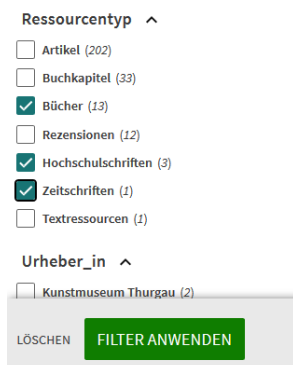 Ressourcentyp
Artikel (202)
Buchkapitel (33)
Bücher (13)
Rezensionen (12)
Hochschulschriften (3)
Zeitschriften (1)
Textressourcen (1)
Urheber_in
Kunstmuseum Thurgau (2)
LÖSCHEN FILTER ANWENDEN